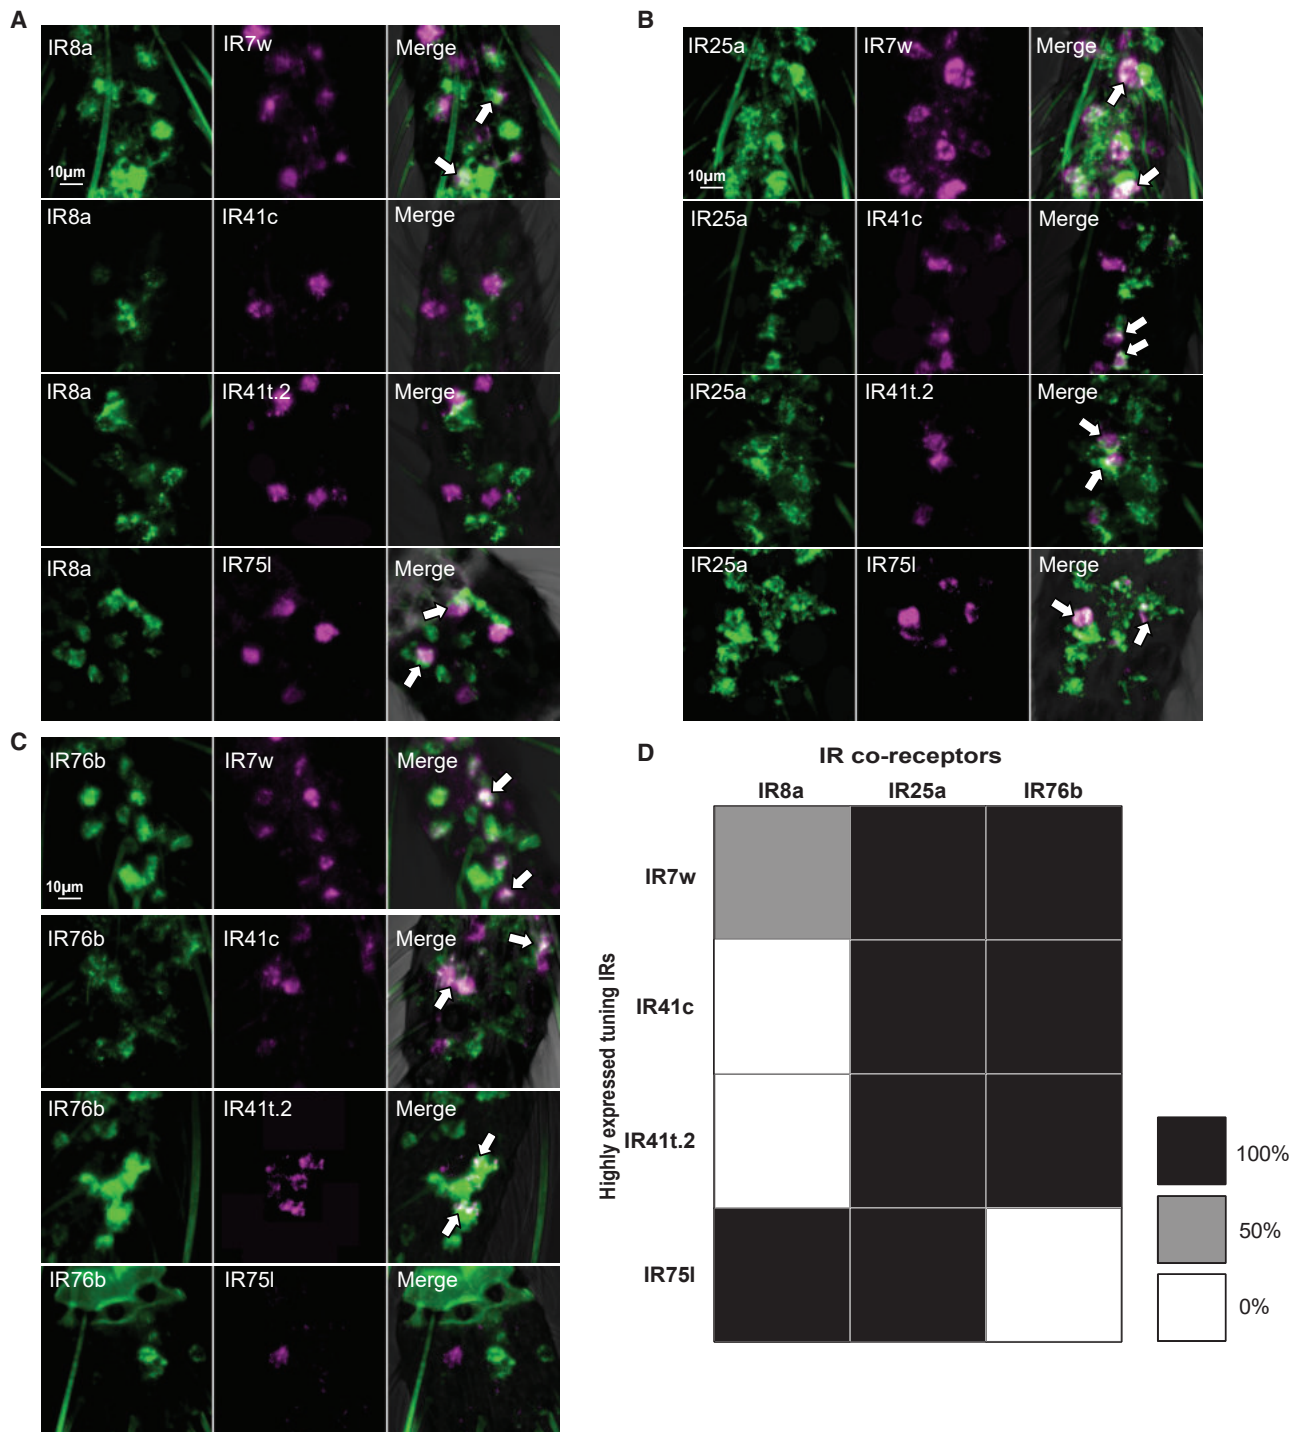 A
IR8a IR7w Merge
10µm
IR8a IR41c Merge
IR8a IR41t.2 Merge
IR8a IR75l Merge
B
IR25a IR7w Merge
10µm
IR25a IR41c Merge
IR25a IR41t.2 Merge
IR25a IR75l Merge
C
IR76b IR7w Merge
10µm
IR76b IR41c Merge
IR76b IR41t.2 Merge
IR76b IR75l Merge
D
IR co-receptors
IR8a IR25a IR76b
Highly expressed tuning IRs
IR7w
IR41c
IR41t.2
IR75l
100%
50%
0%